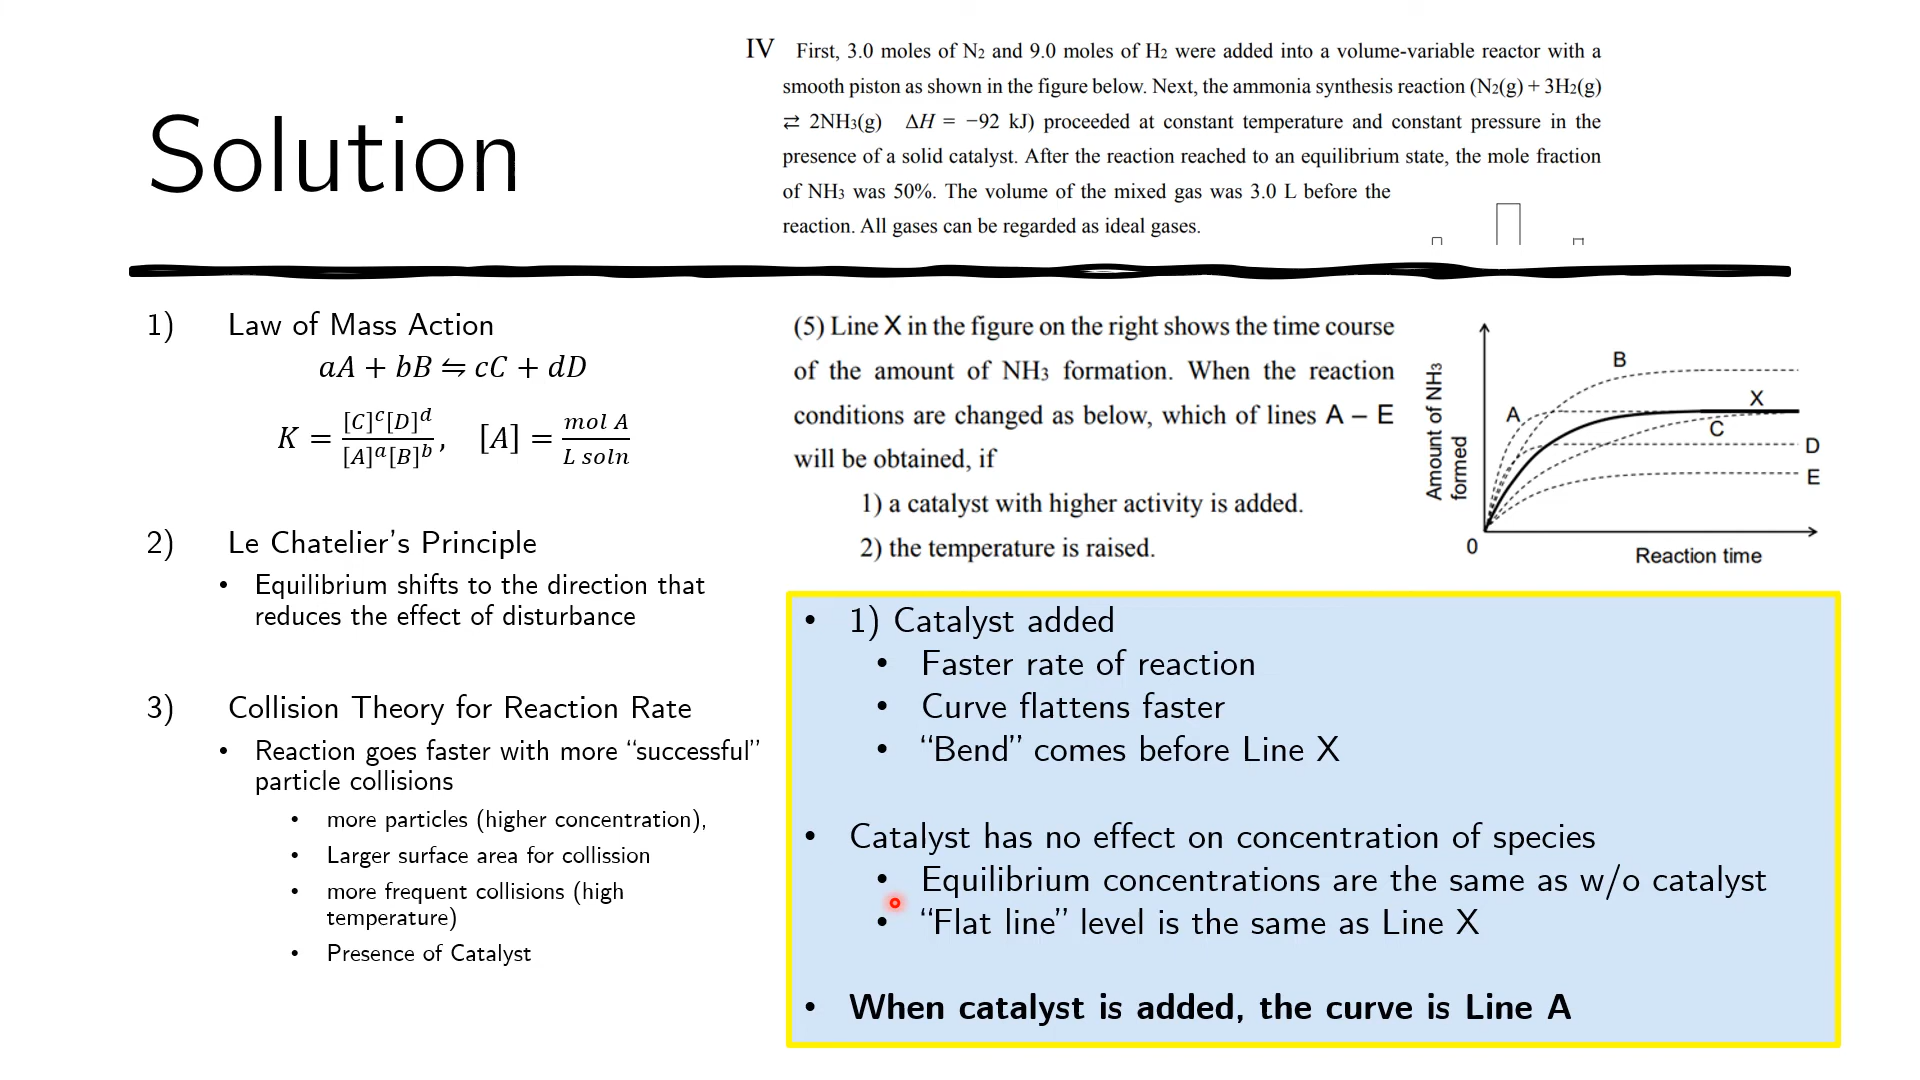 Solution
IV First, 3.0 moles of N2 and 9.0 moles of H2 were added into a volume-variable reactor with a
smooth piston as shown in the figure below. Next, the ammonia synthesis reaction (N2(g) + 3H2(g)
⇄ 2NH3(g) ΔH = −92 kJ) proceeded at constant temperature and constant pressure in the
presence of a solid catalyst. After the reaction reached to an equilibrium state, the mole fraction
of NH3 was 50%. The volume of the mixed gas was 3.0 L before the
reaction. All gases can be regarded as ideal gases.
1) Law of Mass Action
aA + bB ⇋ cC + dD
K = [C]^c[D]^d / [A]^a[B]^b, [A] = mol A / L soln
2) Le Chatelier's Principle
• Equilibrium shifts to the direction that
reduces the effect of disturbance
3) Collision Theory for Reaction Rate
• Reaction goes faster with more “successful”
particle collisions
• more particles (higher concentration),
• Larger surface area for collission
• more frequent collisions (high
temperature)
• Presence of Catalyst
(5) Line X in the figure on the right shows the time course
of the amount of NH3 formation. When the reaction
conditions are changed as below, which of lines A – E
will be obtained, if
1) a catalyst with higher activity is added.
2) the temperature is raised.
Amount of NH3
formed
B
X
A
C
D
E
0
Reaction time
• 1) Catalyst added
• Faster rate of reaction
• Curve flattens faster
• “Bend” comes before Line X
• Catalyst has no effect on concentration of species
• Equilibrium concentrations are the same as w/o catalyst
• “Flat line” level is the same as Line X
• When catalyst is added, the curve is Line A